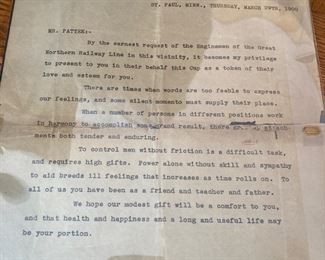 ST. PAUL, MINN., THURSDAY, MARCH 29TH, 1900
MR. PATTEE:-
By the earnest request of the Enginemen of the Great
Northern Railway Line in this vicinity, it becomes my privilege
to present to you in their behalf this Cup as a token of their
love and esteem for you.
There are times when words are too feeble to express
our feelings, and some silent momento must supply their place.
When a number of persons in different positions work
in harmony to accomplish some grand result, there
ments both tender and enduring.
To control men without friction is a difficult task,
and requires high gifts. Power alone without skill and sympathy
to aid breeds ill feelings that increases as time rolls on. To
all of us you have been as a friend and teacher and father.
We hope our modest gift will be a comfort to you,
and that health and happiness and a long and useful life may
be your portion.